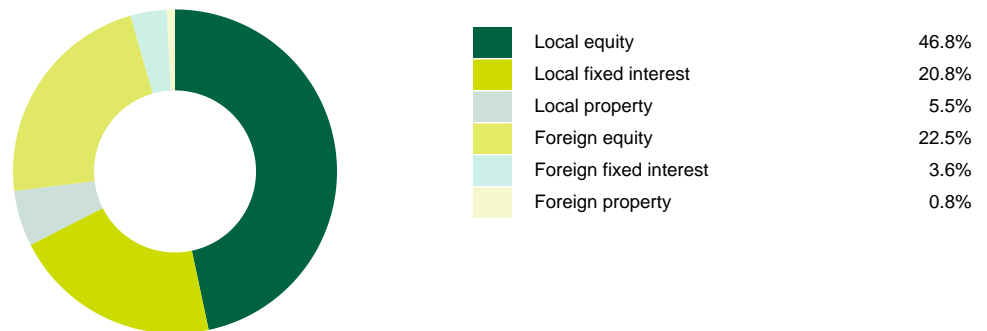 Local equity 46.8%
Local fixed interest 20.8%
Local property 5.5%
Foreign equity 22.5%
Foreign fixed interest 3.6%
Foreign property 0.8%